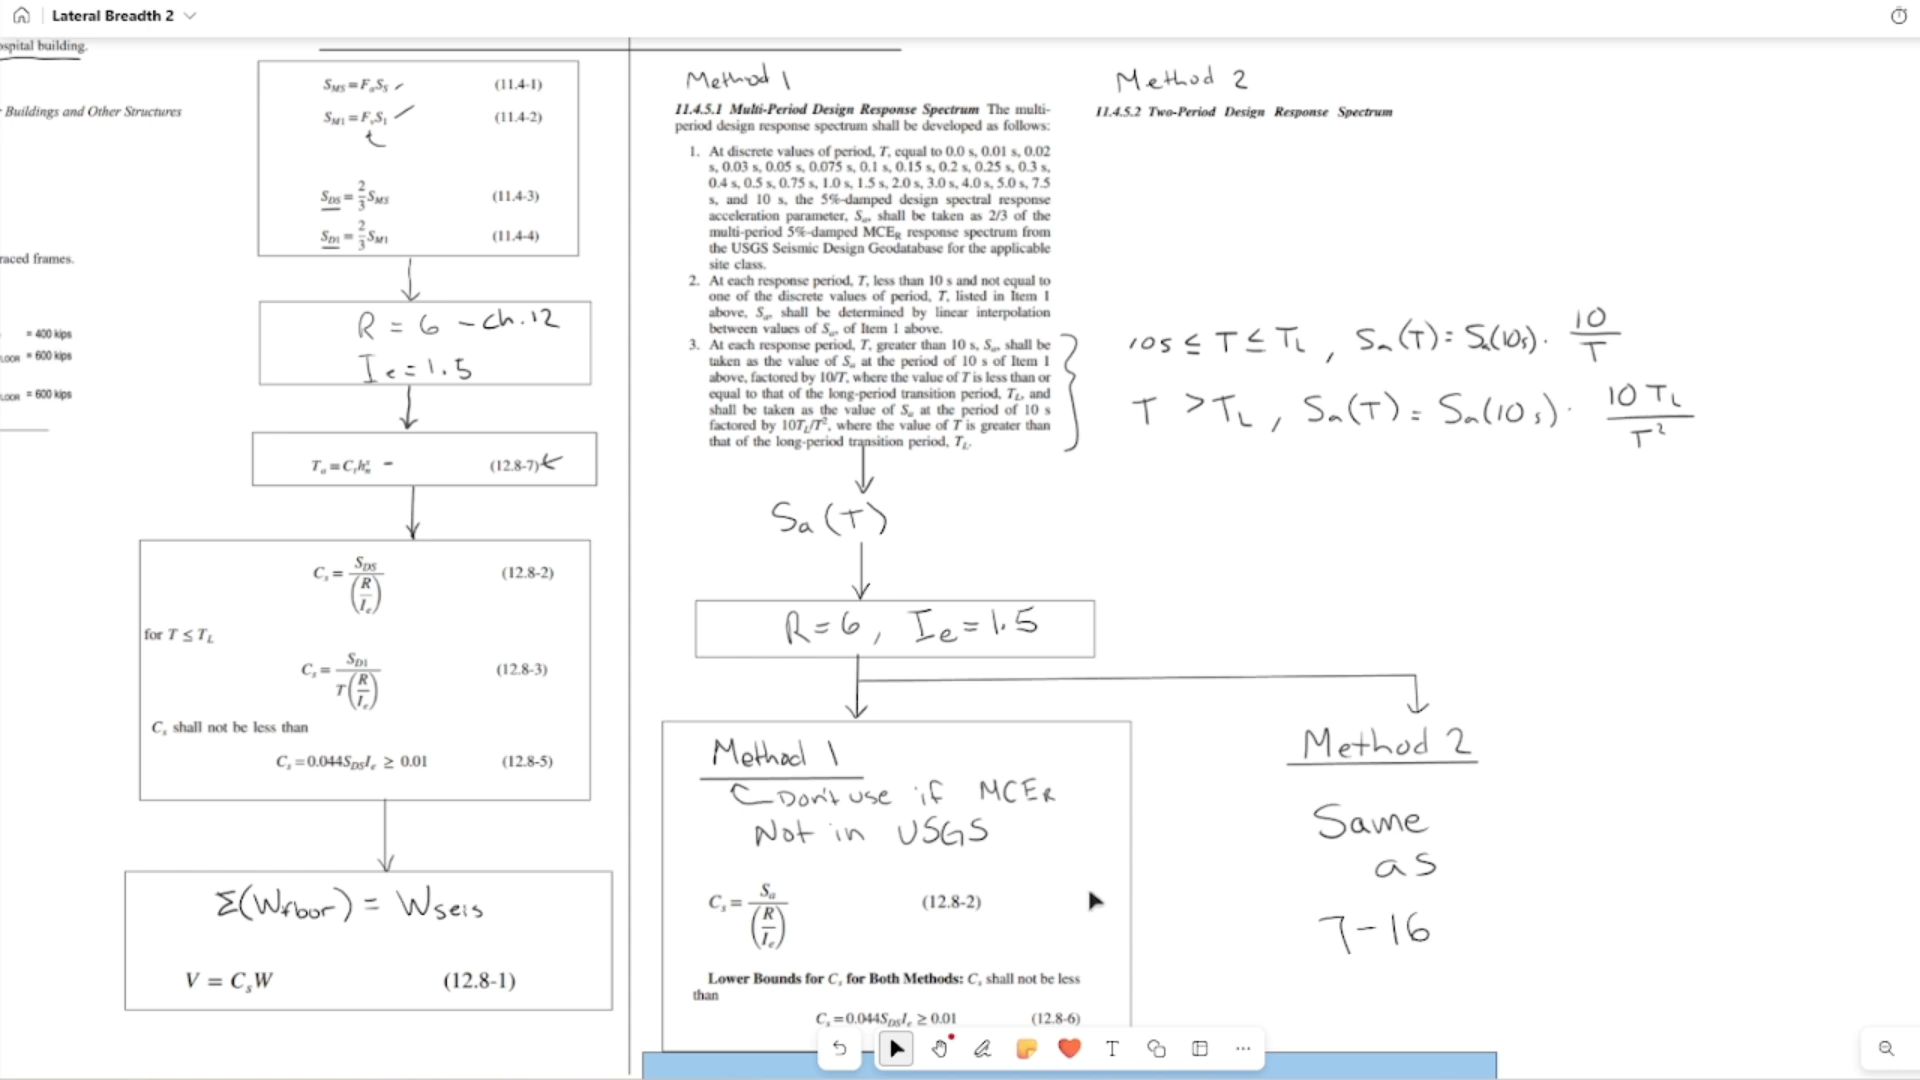 Lateral Breadth 2
ospital building.
Buildings and Other Structures
raced frames.
= 400 kips
LOOR = 600 kips
LOOR = 600 kips
S_MS = F_a S_S (11.4-1)
S_M1 = F_v S_1 (11.4-2)
t
S_DS = 2/3 S_MS (11.4-3)
S_D1 = 2/3 S_M1 (11.4-4)
R = 6 - ch.12
I_e = 1.5
T_a = C_t h_n^x (12.8-7)
C_s = S_DS / (R/I_e) (12.8-2)
for T ≤ T_L
C_s = S_D1 / T(R/I_e) (12.8-3)
C_s shall not be less than
C_s = 0.044S_DS I_e ≥ 0.01 (12.8-5)
Σ(W_floor) = W_seis
V = C_s W (12.8-1)
Method 1
11.4.5.1 Multi-Period Design Response Spectrum The multi-
period design response spectrum shall be developed as follows:
1. At discrete values of period, T, equal to 0.0 s, 0.01 s, 0.02
s, 0.03 s, 0.05 s, 0.075 s, 0.1 s, 0.15 s, 0.2 s, 0.25 s, 0.3 s,
0.4 s, 0.5 s, 0.75 s, 1.0 s, 1.5 s, 2.0 s, 3.0 s, 4.0 s, 5.0 s, 7.5
s, and 10 s, the 5%-damped design spectral response
acceleration parameter, S_a, shall be taken as 2/3 of the
multi-period 5%-damped MCE_R response spectrum from
the USGS Seismic Design Geodatabase for the applicable
site class.
2. At each response period, T, less than 10 s and not equal to
one of the discrete values of period, T, listed in Item 1
above, S_a, shall be determined by linear interpolation
between values of S_a, of Item 1 above.
3. At each response period, T, greater than 10 s, S_a, shall be
taken as the value of S_a at the period of 10 s of Item 1
above, factored by 10/T, where the value of T is less than or
equal to that of the long-period transition period, T_L, and
shall be taken as the value of S_a at the period of 10 s
factored by 10T_L/T², where the value of T is greater than
that of the long-period transition period, T_L.
Method 2
11.4.5.2 Two-Period Design Response Spectrum
10s ≤ T ≤ T_L, S_a(T) = S_a(10s) · 10/T
T > T_L, S_a(T) = S_a(10s) · 10 T_L / T²
S_a(T)
R = 6, I_e = 1.5
Method 1
Don't use if MCE_R
Not in USGS
C_s = S_a / (R/I_e) (12.8-2)
Lower Bounds for C_s for Both Methods: C_s shall not be less
than
C_s = 0.044S_DS I_e ≥ 0.01 (12.8-6)
Method 2
Same
as
7-16
T